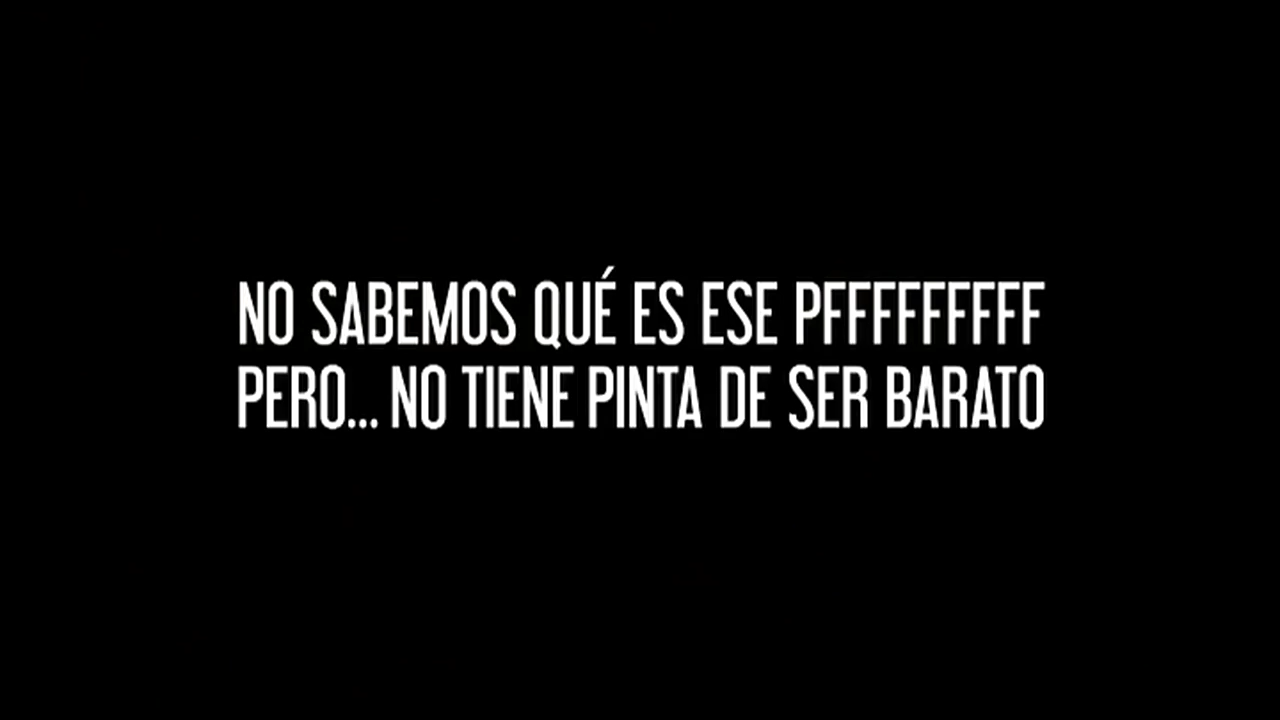 NO SABEMOS QUÉ ES ESE PFFFFFFFFF
PERO... NO TIENE PINTA DE SER BARATO